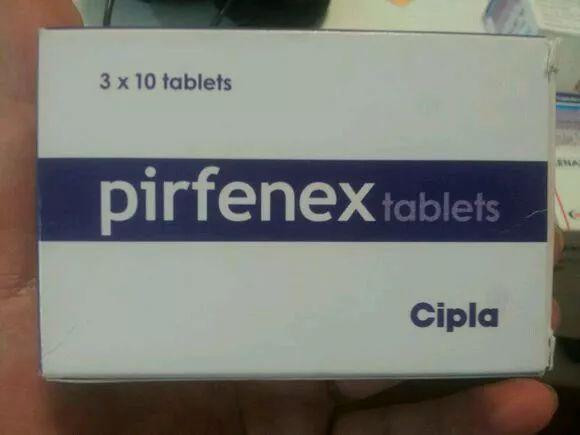 3 x 10 tablets
pirfenex tablets
Cipla